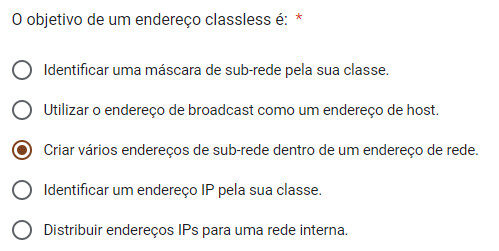 O objetivo de um endereço classless é: *
Identificar uma máscara de sub-rede pela sua classe.
Utilizar o endereço de broadcast como um endereço de host.
Criar vários endereços de sub-rede dentro de um endereço de rede.
Identificar um endereço IP pela sua classe.
Distribuir endereços IPs para uma rede interna.